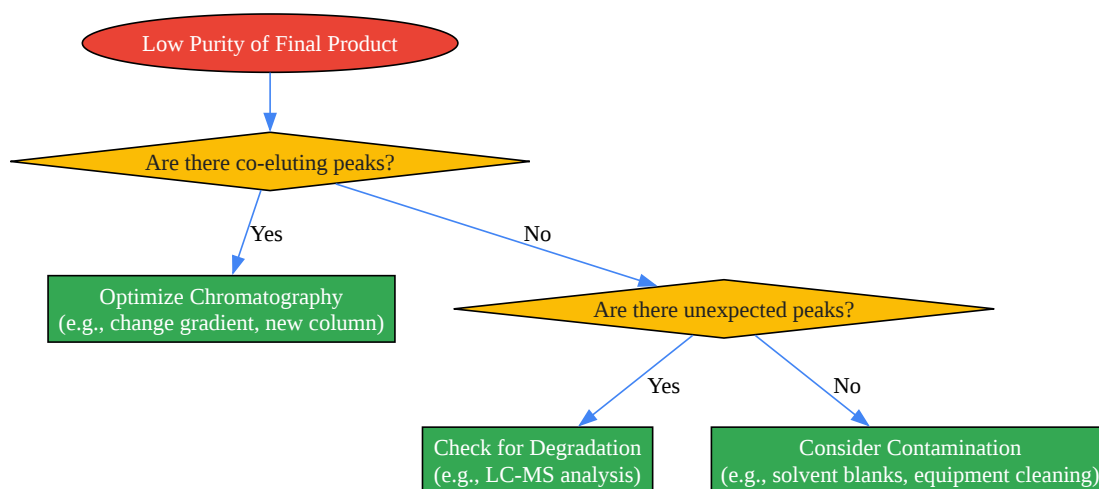 Low Purity of Final Product
Are there co-eluting peaks?
Yes
No
Optimize Chromatography
(e.g., change gradient, new column)
Are there unexpected peaks?
Yes
No
Check for Degradation
(e.g., LC-MS analysis)
Consider Contamination
(e.g., solvent blanks, equipment cleaning)